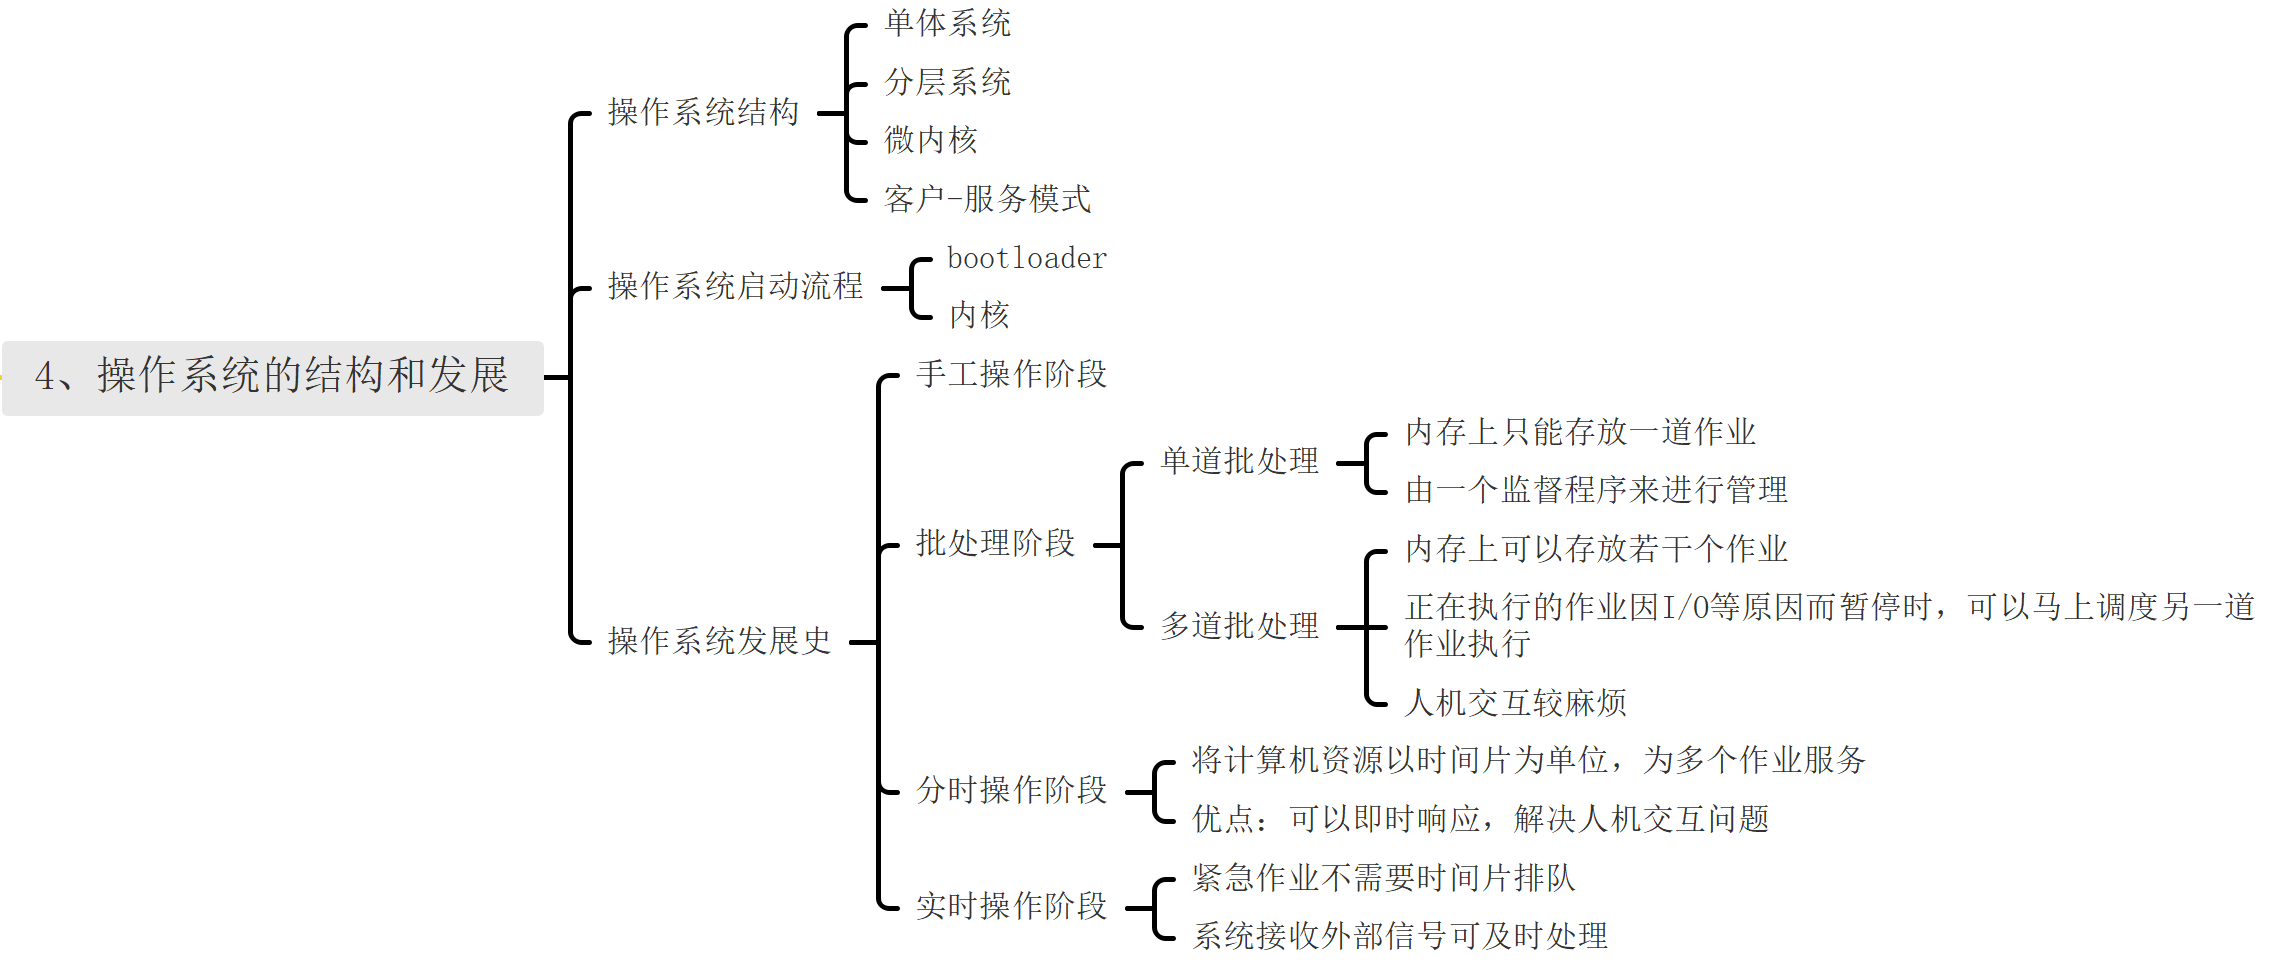 单体系统
分层系统
操作系统结构
微内核
客户-服务模式
bootloader
操作系统启动流程
内核
4、操作系统的结构和发展
手工操作阶段
内存上只能存放一道作业
单道批处理
由一个监督程序来进行管理
批处理阶段
内存上可以存放若干个作业
正在执行的作业因I/O等原因而暂停时，可以马上调度另一道
作业执行
多道批处理
操作系统发展史
人机交互较麻烦
将计算机资源以时间片为单位，为多个作业服务
分时操作阶段
优点：可以即时响应，解决人机交互问题
紧急作业不需要时间片排队
实时操作阶段
系统接收外部信号可及时处理